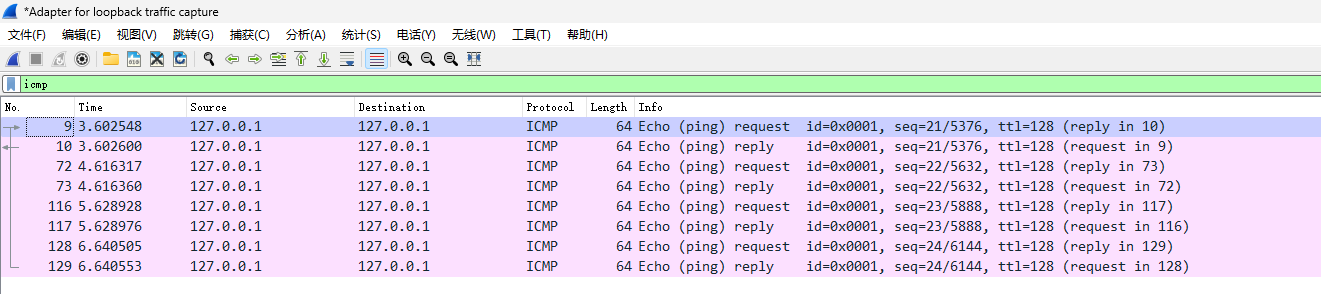 *Adapter for loopback traffic capture
文件(F) 编辑(E) 视图(V) 跳转(G) 捕获(C) 分析(A) 统计(S) 电话(Y) 无线(W) 工具(T) 帮助(H)
icmp
No. Time Source Destination Protocol Length Info
9 3.602548 127.0.0.1 127.0.0.1 ICMP 64 Echo (ping) request id=0x0001, seq=21/5376, ttl=128 (reply in 10)
10 3.602600 127.0.0.1 127.0.0.1 ICMP 64 Echo (ping) reply id=0x0001, seq=21/5376, ttl=128 (request in 9)
72 4.616317 127.0.0.1 127.0.0.1 ICMP 64 Echo (ping) request id=0x0001, seq=22/5632, ttl=128 (reply in 73)
73 4.616360 127.0.0.1 127.0.0.1 ICMP 64 Echo (ping) reply id=0x0001, seq=22/5632, ttl=128 (request in 72)
116 5.628928 127.0.0.1 127.0.0.1 ICMP 64 Echo (ping) request id=0x0001, seq=23/5888, ttl=128 (reply in 117)
117 5.628976 127.0.0.1 127.0.0.1 ICMP 64 Echo (ping) reply id=0x0001, seq=23/5888, ttl=128 (request in 116)
128 6.640505 127.0.0.1 127.0.0.1 ICMP 64 Echo (ping) request id=0x0001, seq=24/6144, ttl=128 (reply in 129)
129 6.640553 127.0.0.1 127.0.0.1 ICMP 64 Echo (ping) reply id=0x0001, seq=24/6144, ttl=128 (request in 128)